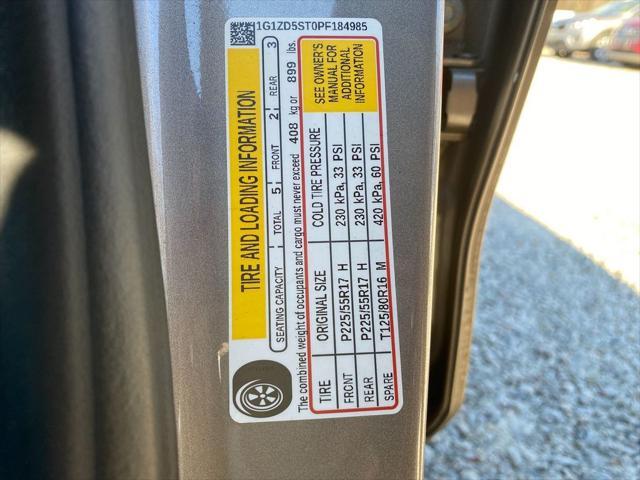 1G1ZD5ST0PF184985
TIRE AND LOADING INFORMATION
SEATING CAPACITY TOTAL 5 FRONT 2 REAR 3
The combined weight of occupants and cargo must never exceed 408 kg or 899 lbs.
TIRE ORIGINAL SIZE COLD TIRE PRESSURE
FRONT P225/55R17 H 230 kPa, 33 PSI
REAR P225/55R17 H 230 kPa, 33 PSI
SPARE T125/80R16 M 420 kPa, 60 PSI
SEE OWNER'S
MANUAL FOR
ADDITIONAL
INFORMATION